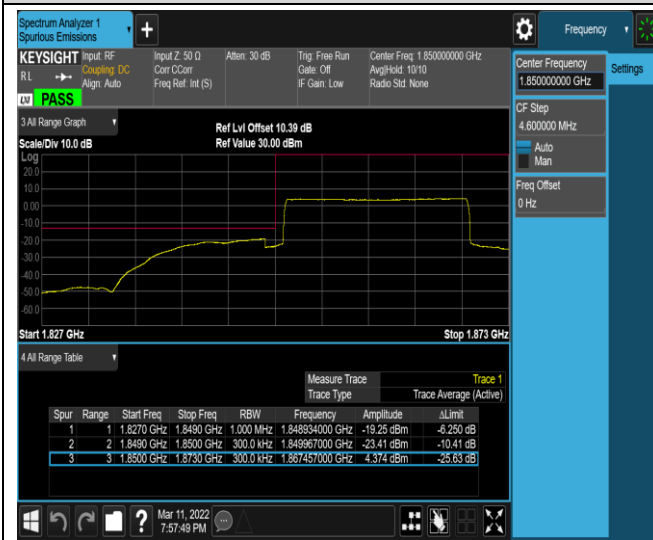 Spectrum Analyzer 1
Spurious Emissions
Frequency
KEYSIGHT Input: RF Input Z: 50 Ω Atten: 30 dB Trig: Free Run Center Freq: 1.850000000 GHz
RL Coupling: DC Corr CCorr Gate: Off Avg|Hold: 10/10
Align: Auto Freq Ref: Int (S) IF Gain: Low Radio Std: None
LXI PASS
Center Frequency
1.850000000 GHz
Settings
CF Step
4.600000 MHz
Auto
Man
Freq Offset
0 Hz
3 All Range Graph
Ref Lvl Offset 10.39 dB
Scale/Div 10.0 dB Ref Value 30.00 dBm
Log
20.0
10.0
0.00
-10.0
-20.0
-30.0
-40.0
-50.0
-60.0
Start 1.827 GHz Stop 1.873 GHz
4 All Range Table
Measure Trace Trace 1
Trace Type Trace Average (Active)
Spur Range Start Freq Stop Freq RBW Frequency Amplitude ΔLimit
1 1 1.8270 GHz 1.8490 GHz 1.000 MHz 1.848934000 GHz -19.25 dBm -6.250 dB
2 2 1.8490 GHz 1.8500 GHz 300.0 kHz 1.849967000 GHz -23.41 dBm -10.41 dB
3 3 1.8500 GHz 1.8730 GHz 300.0 kHz 1.867457000 GHz 4.374 dBm -25.63 dB
Mar 11, 2022
7:57:49 PM